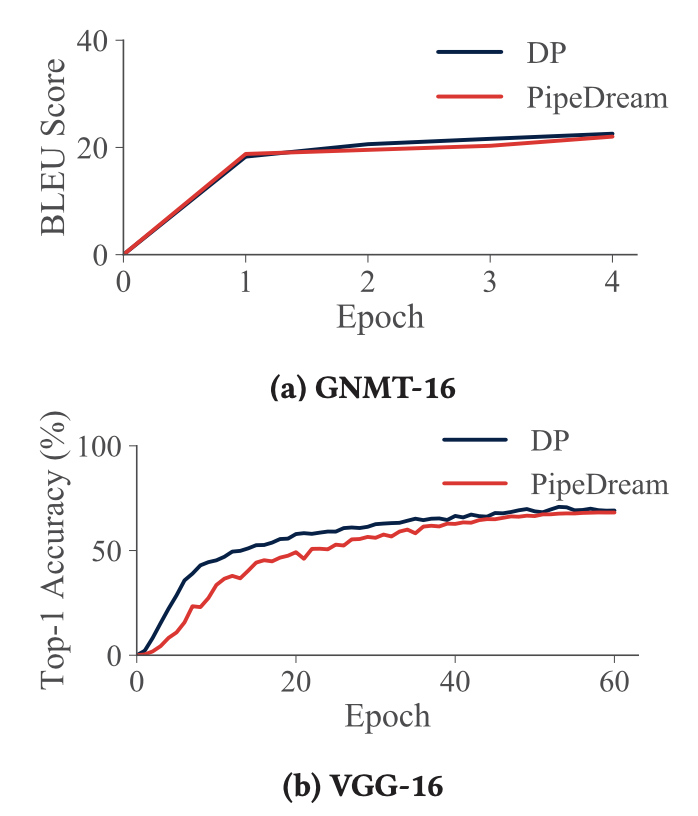 40
20
0
BLEU Score
DP
PipeDream
0 1 2 3 4
Epoch
(a) GNMT-16
100
50
0
Top-1 Accuracy (%)
DP
PipeDream
0 20 40 60
Epoch
(b) VGG-16